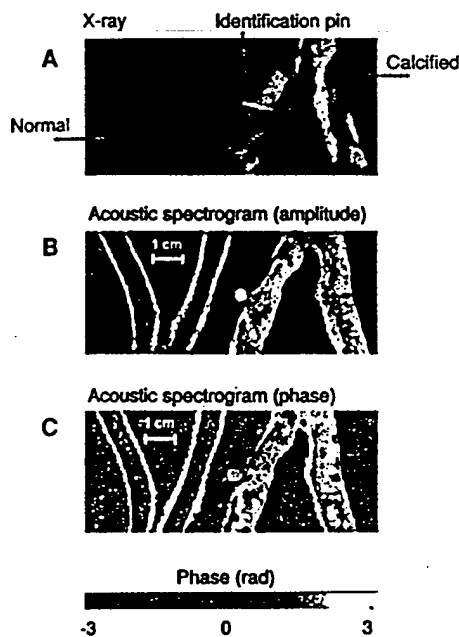 X-ray
Identification pin
A
Calcified
Normal
Acoustic spectrogram (amplitude)
B
1 cm
Acoustic spectrogram (phase)
C
1 cm
Phase (rad)
-3 0 3